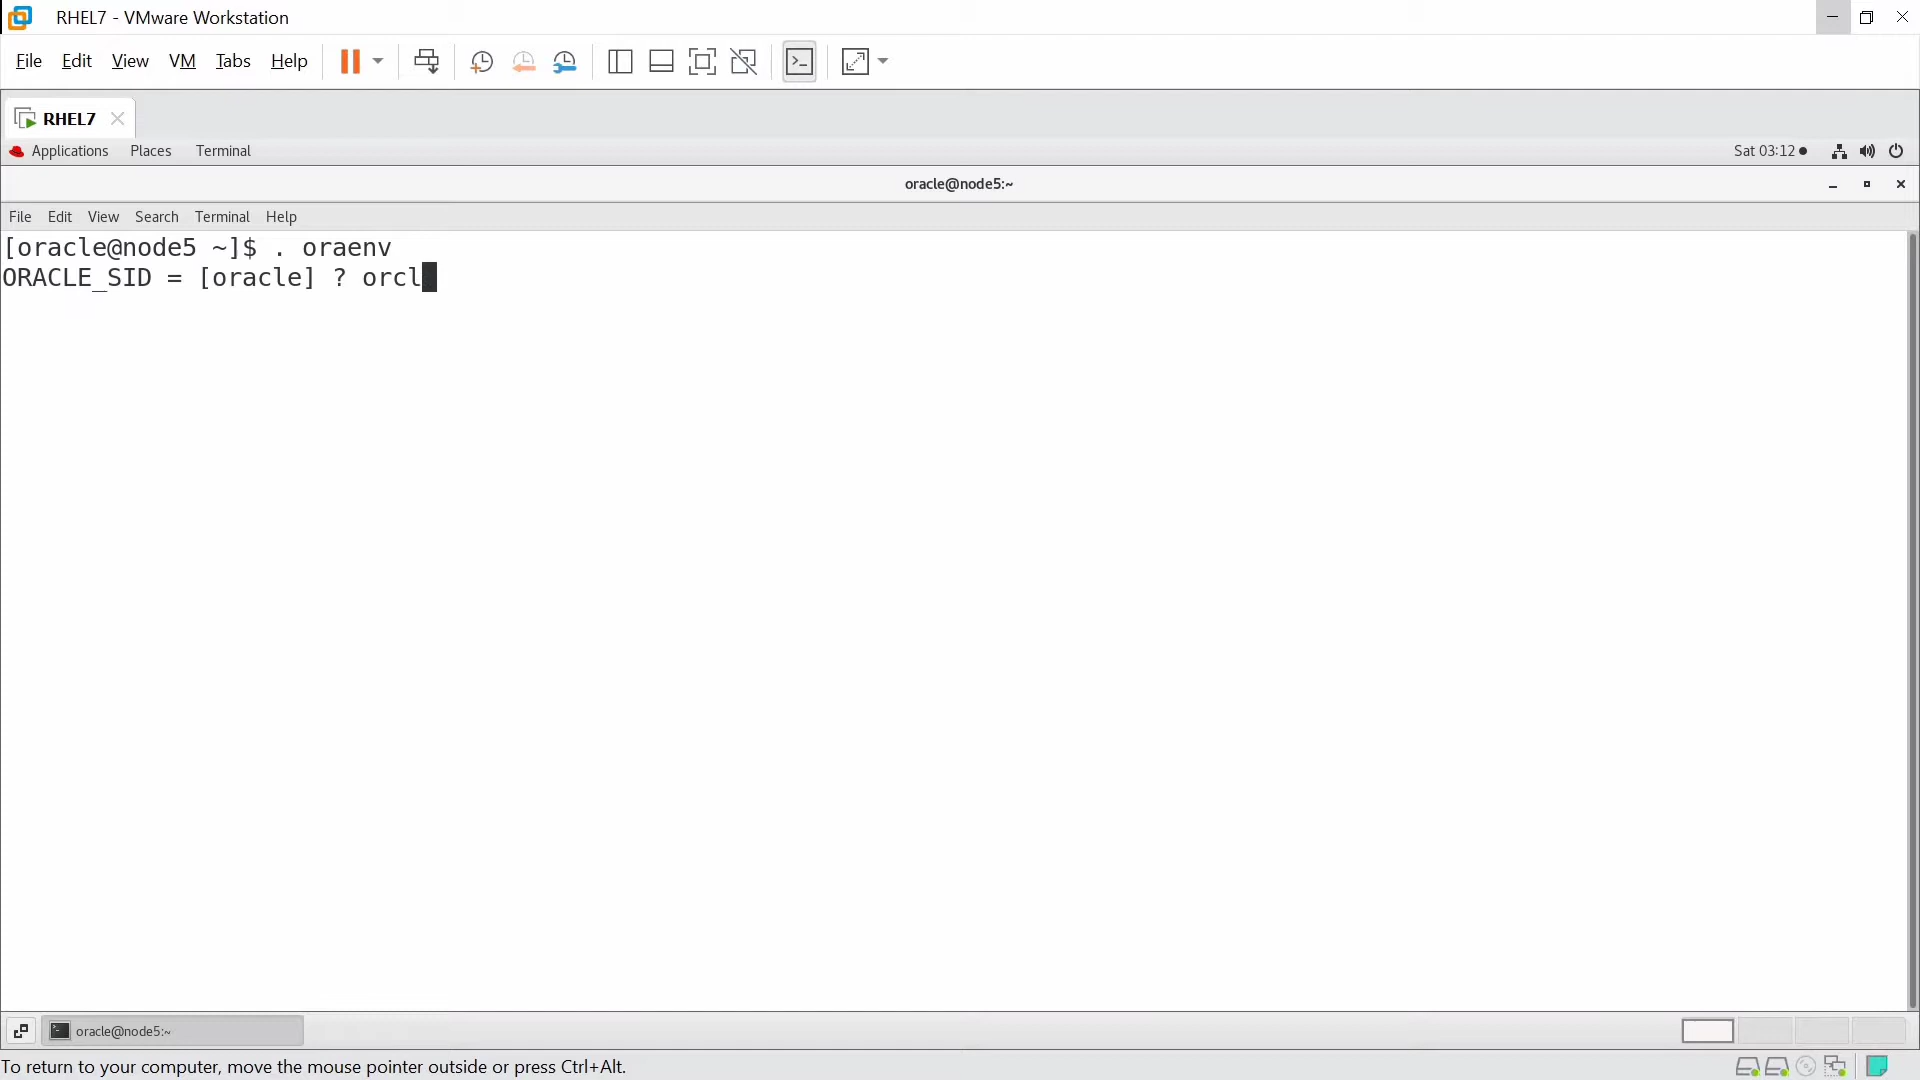 RHEL7 - VMware Workstation
File Edit View VM Tabs Help
RHEL7
Applications Places Terminal Sat 03:12
oracle@node5:~
File Edit View Search Terminal Help
[oracle@node5 ~]$ . oraenv
ORACLE_SID = [oracle] ? orcl
oracle@node5:~
To return to your computer, move the mouse pointer outside or press Ctrl+Alt.